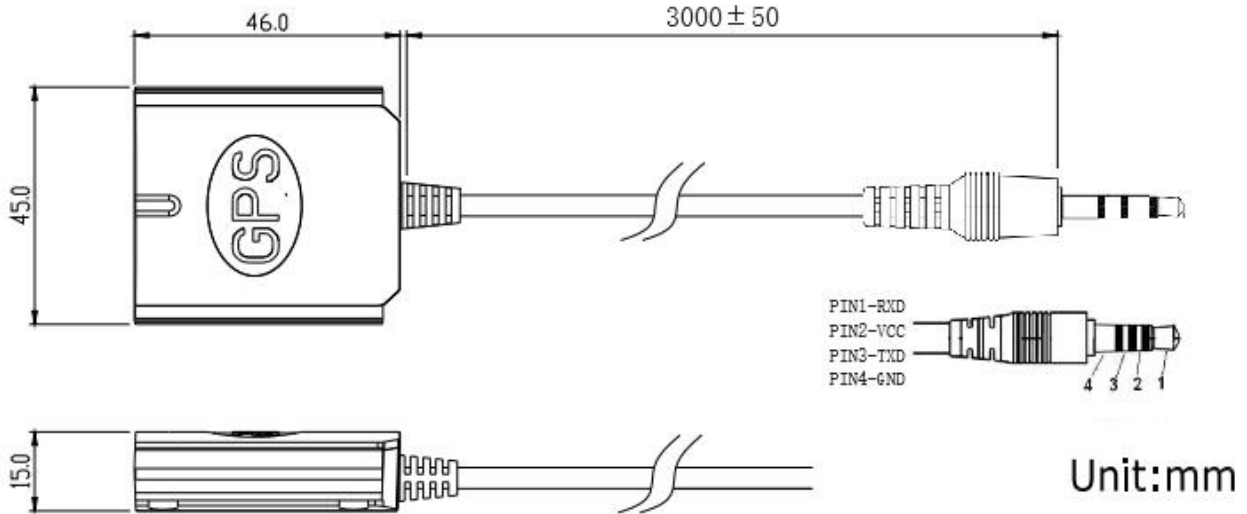 46.0
3000±50
45.0
GPS
PIN1-RXD
PIN2-VCC
PIN3-TXD
PIN4-GND
4 3 2 1
15.0
Unit:mm